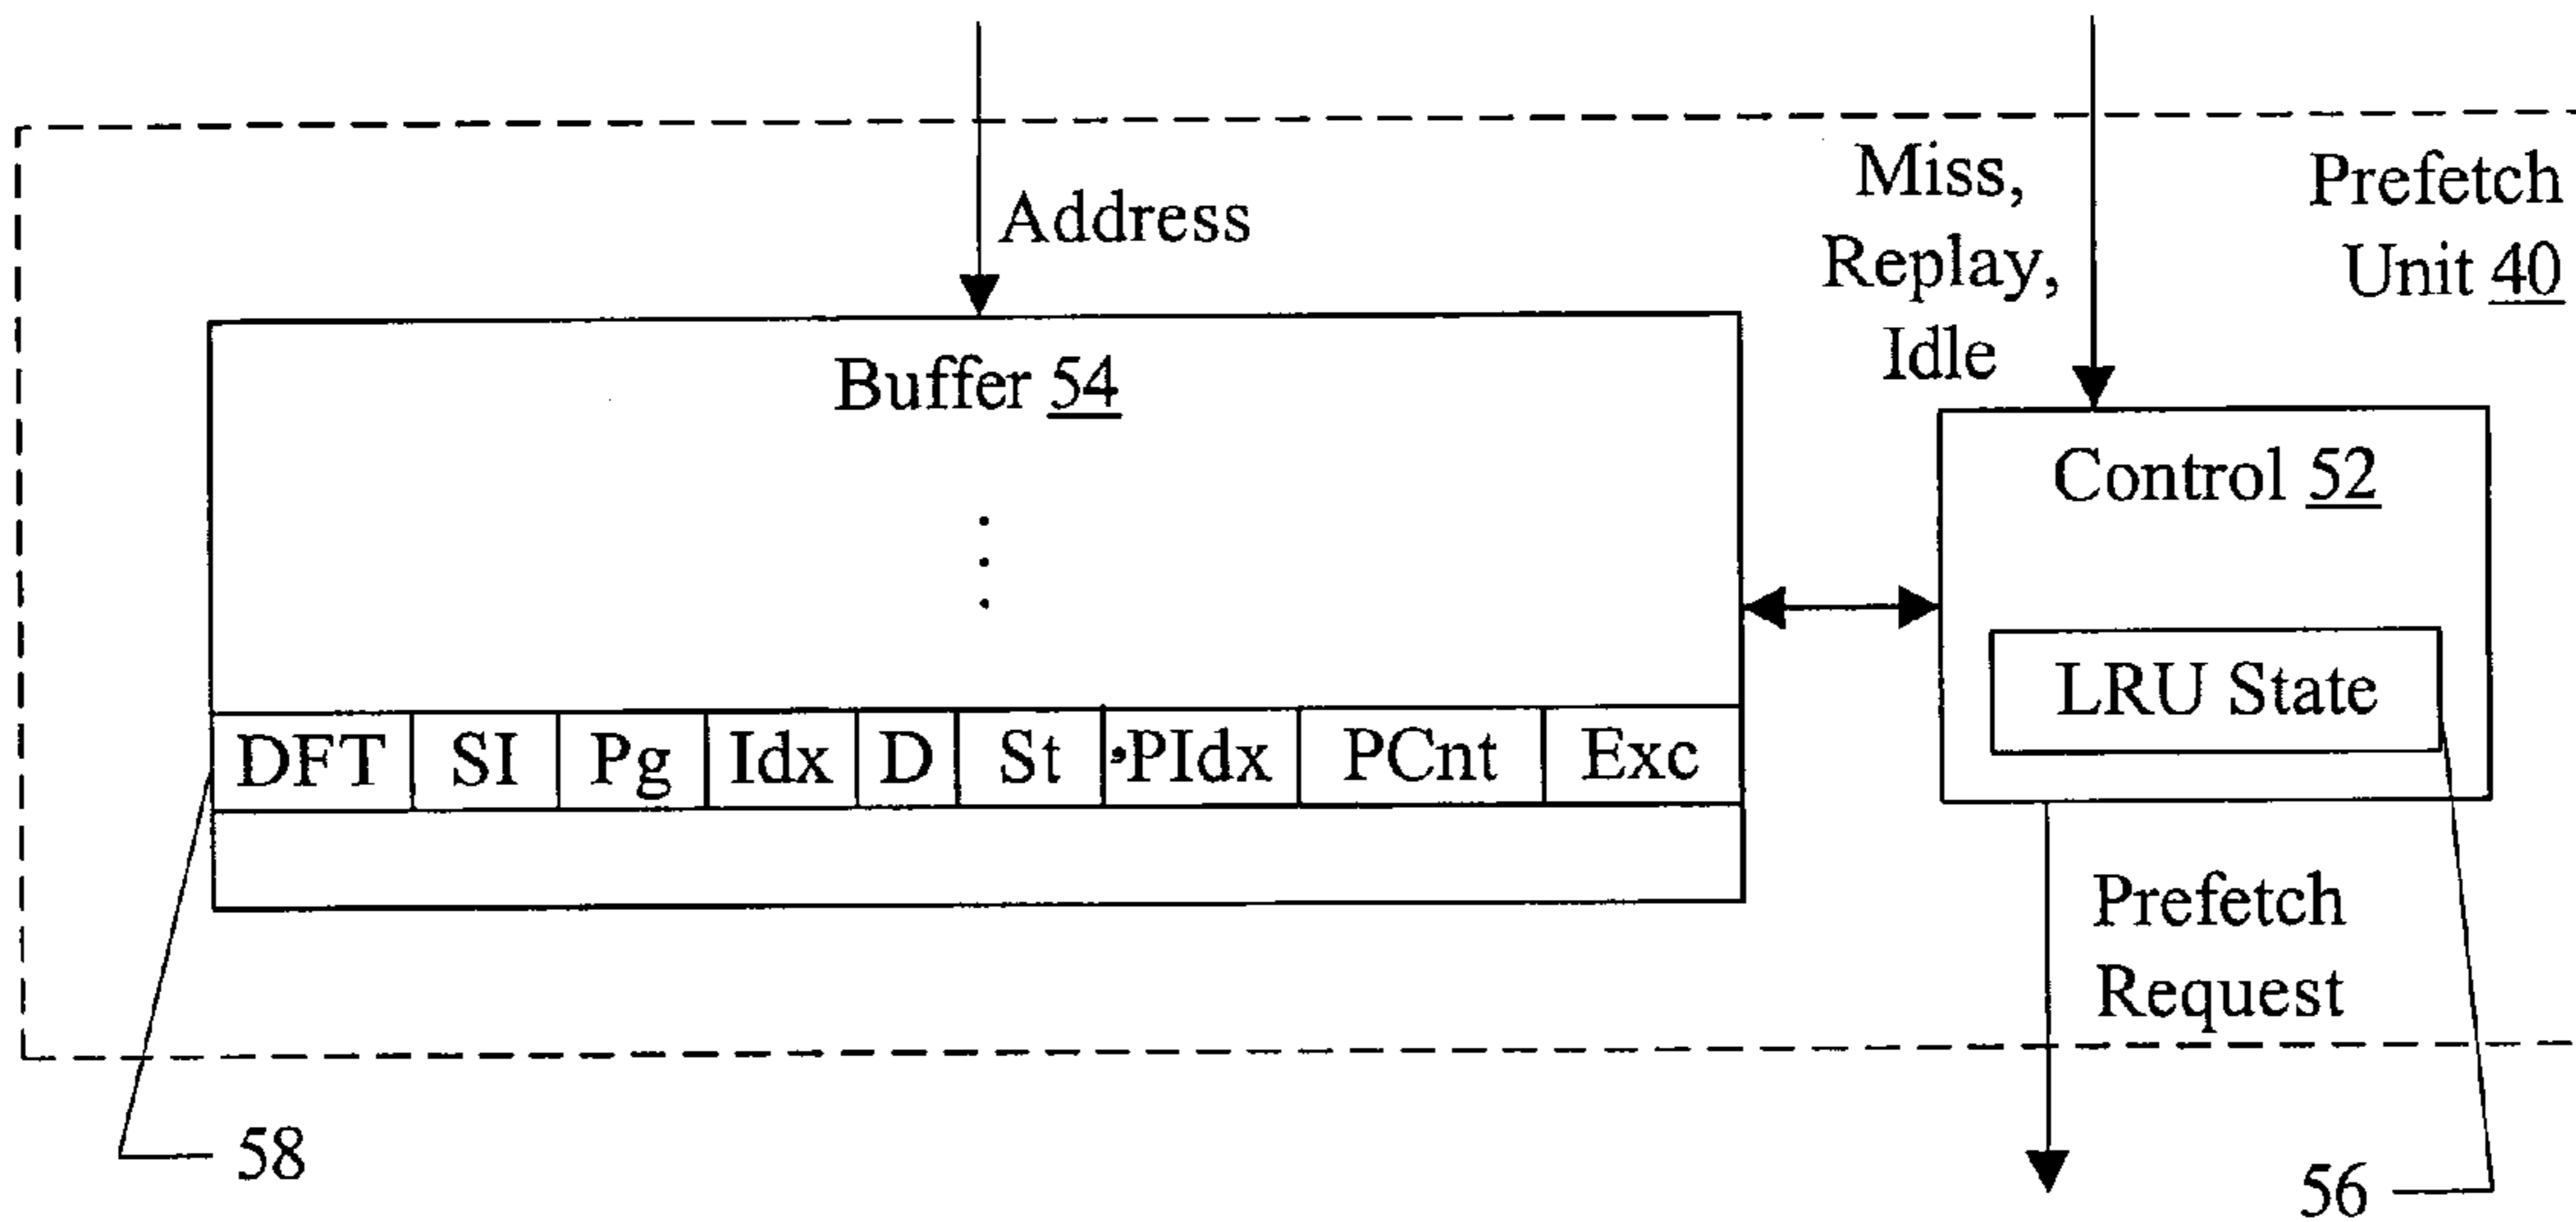 Address
Miss,
Replay,
Idle
Prefetch
Unit 40
Buffer 54
Control 52
LRU State
DFT SI Pg Idx D St PIdx PCnt Exc
Prefetch
Request
58
56